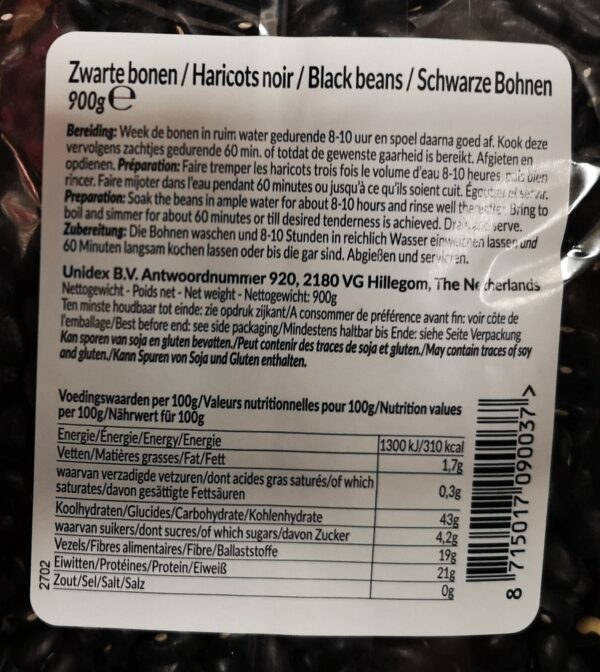 Zwarte bonen / Haricots noir / Black beans / Schwarze Bohnen
900g ℮
Bereiding: Week de bonen in ruim water gedurende 8-10 uur en spoel daarna goed af. Kook deze
vervolgens zachtjes gedurende 60 min. of totdat de gewenste gaarheid is bereikt. Afgieten en
opdienen. Préparation: Faire tremper les haricots trois fois le volume d'eau 8-10 heures puis bien
rincer. Faire mijoter dans l'eau pendant 60 minutes ou jusqu'à ce qu'ils soient cuit. Égoutter et servir.
Preparation: Soak the beans in ample water for about 8-10 hours and rinse well thereafter. Bring to
boil and simmer for about 60 minutes or till desired tenderness is achieved. Drain and serve.
Zubereitung: Die Bohnen waschen und 8-10 Stunden in reichlich Wasser einweichen lassen und
60 Minuten langsam kochen lassen oder bis die gar sind. Abgießen und servieren.
Unidex B.V. Antwoordnummer 920, 2180 VG Hillegom, The Netherlands
Nettogewicht - Poids net - Net weight - Nettogewicht: 900g
Ten minste houdbaar tot einde: zie opdruk zijkant/A consommer de préférence avant fin: voir côte de
l'emballage/Best before end: see side packaging/Mindestens haltbar bis Ende: siehe Seite Verpackung
Kan sporen van soja en gluten bevatten./Peut contenir des traces de soja et gluten./May contain traces of soy
and gluten./Kann Spuren von Soja und Gluten enthalten.
Voedingswaarden per 100g/Valeurs nutritionnelles pour 100g/Nutrition values
per 100g/Nährwert für 100g
Energie/Énergie/Energy/Energie 1300 kJ/310 kcal
Vetten/Matières grasses/Fat/Fett 1,7g
waarvan verzadigde vetzuren/dont acides gras saturés/of which
saturates/davon gesättigte Fettsäuren 0,3g
Koolhydraten/Glucides/Carbohydrate/Kohlenhydrate 43g
waarvan suikers/dont sucres/of which sugars/davon Zucker 4,2g
Vezels/Fibres alimentaires/Fibre/Ballaststoffe 19g
Eiwitten/Protéines/Protein/Eiweiß 21g
Zout/Sel/Salt/Salz 0g
2702
8 715017 090037 >